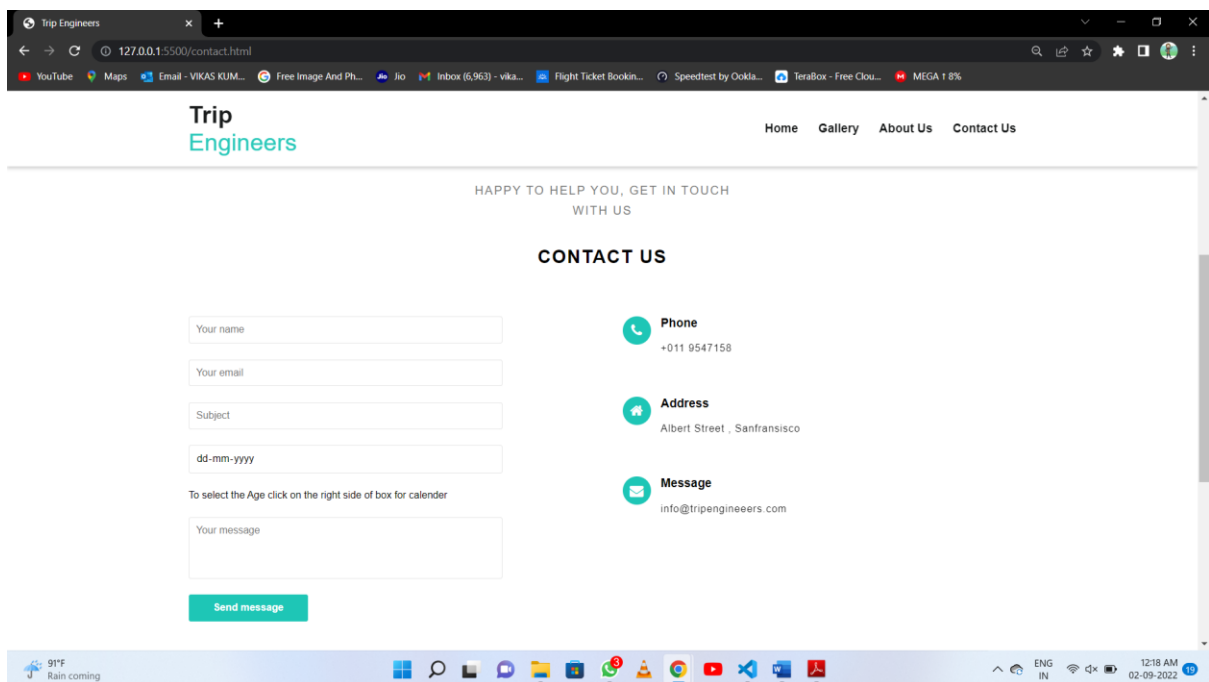 Trip Engineers
127.0.0.1:5500/contact.html
YouTube Maps Email - VIKAS KUM... Free Image And Ph... Jio Jio Inbox (6,963) - vika... Flight Ticket Bookin... Speedtest by Ookla... TeraBox - Free Clou... MEGA ↑ 8%
Trip
Engineers
Home Gallery About Us Contact Us
HAPPY TO HELP YOU, GET IN TOUCH
WITH US
CONTACT US
Your name
Your email
Subject
dd-mm-yyyy
To select the Age click on the right side of box for calender
Your message
Send message
Phone
+011 9547158
Address
Albert Street , Sanfransisco
Message
info@tripengineeers.com
91°F
Rain coming
3
ENG
IN
12:18 AM
02-09-2022
19